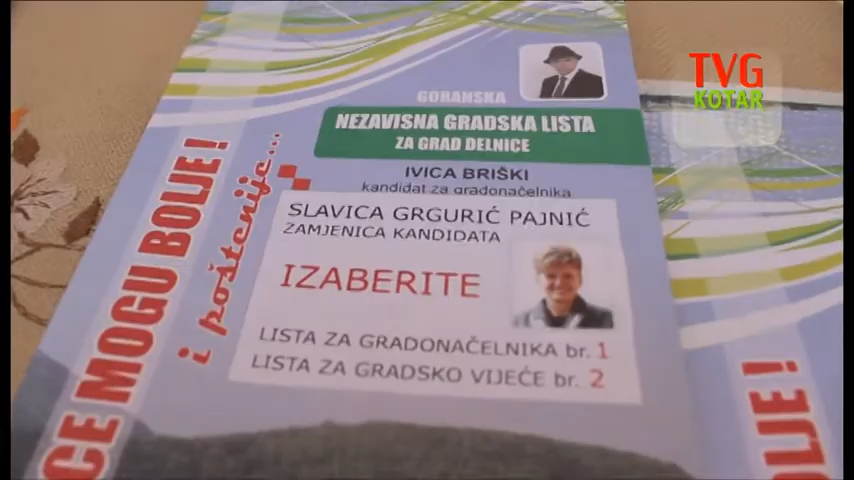 TVG
KOTAR
GORANSKA
NEZAVISNA GRADSKA LISTA
ZA GRAD DELNICE
IVICA BRIŠKI
kandidat za gradonačelnika
SLAVICA GRGURIĆ PAJNIĆ
ZAMJENICA KANDIDATA
IZABERITE
LISTA ZA GRADONAČELNIKA br. 1
LISTA ZA GRADSKO VIJEĆE br. 2
CE MOGU BOLJE!
i poštenije...
OLJE!